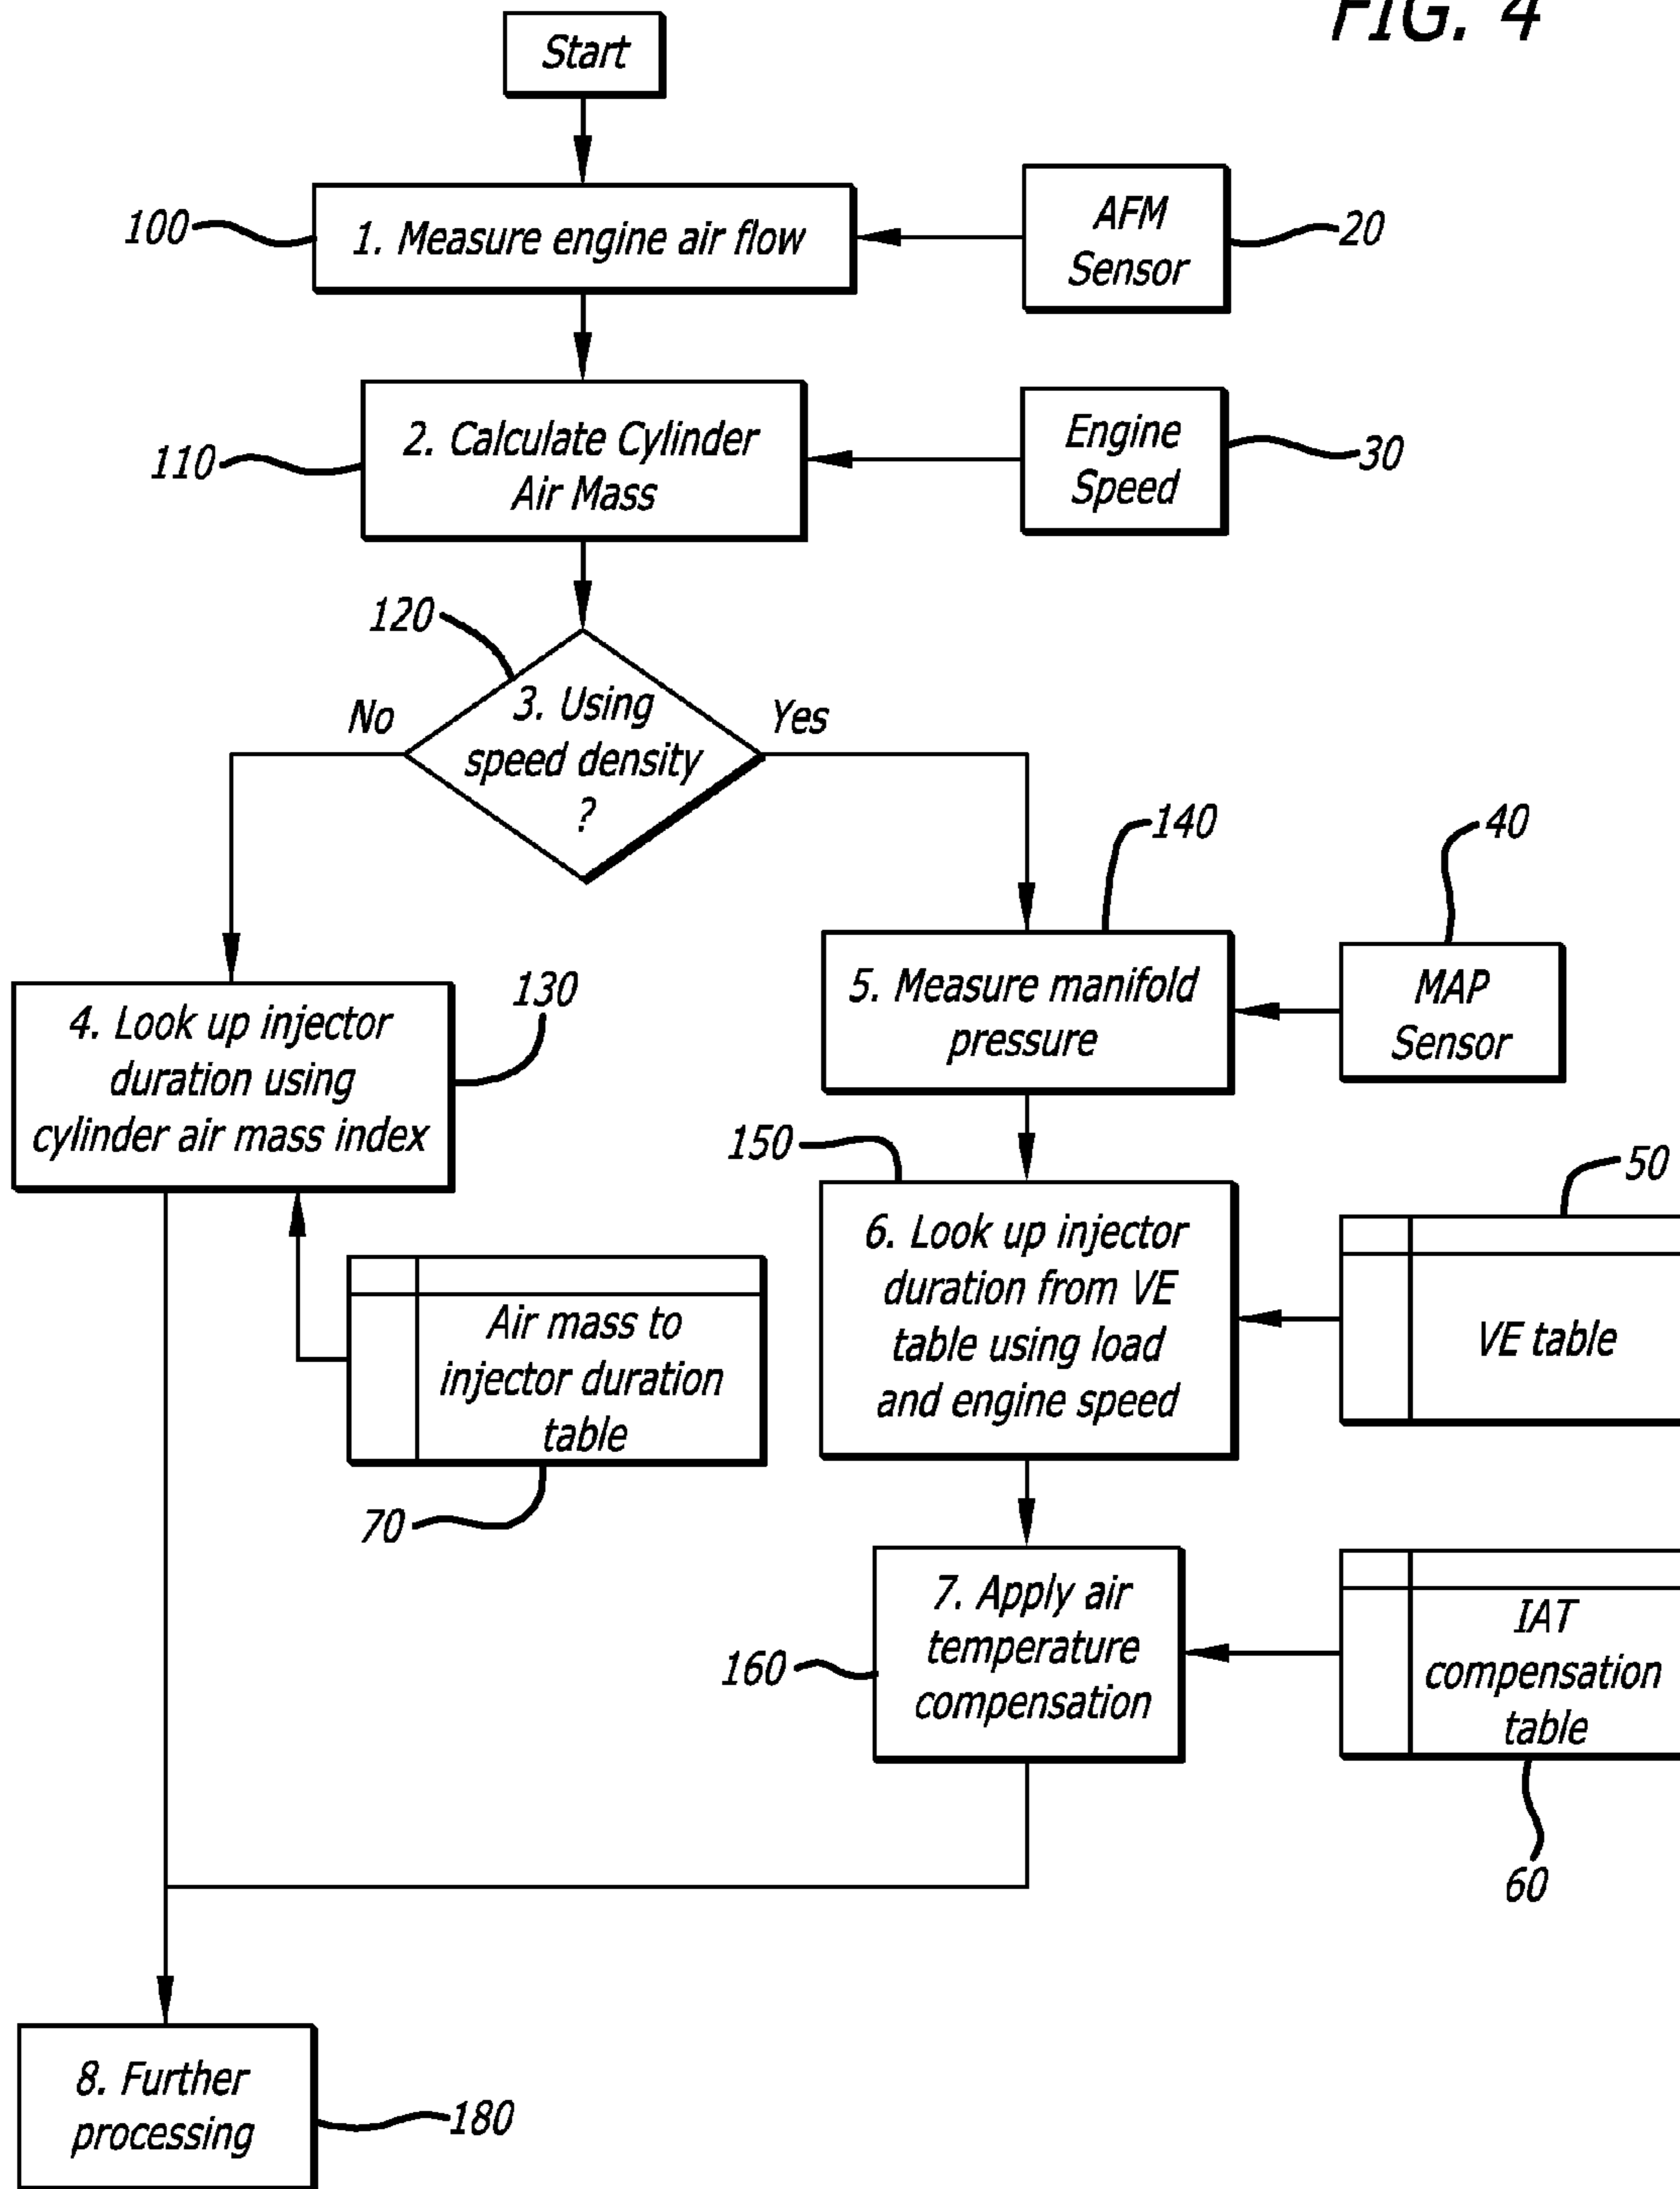 FIG. 4
Start
100
1. Measure engine air flow
AFM
Sensor
20
110
2. Calculate Cylinder
Air Mass
Engine
Speed
30
120
No
3. Using
speed density
?
Yes
140
40
130
4. Look up injector
duration using
cylinder air mass index
5. Measure manifold
pressure
MAP
Sensor
150
50
6. Look up injector
duration from VE
table using load
and engine speed
VE table
Air mass to
injector duration
table
70
160
7. Apply air
temperature
compensation
IAT
compensation
table
60
8. Further
processing
180